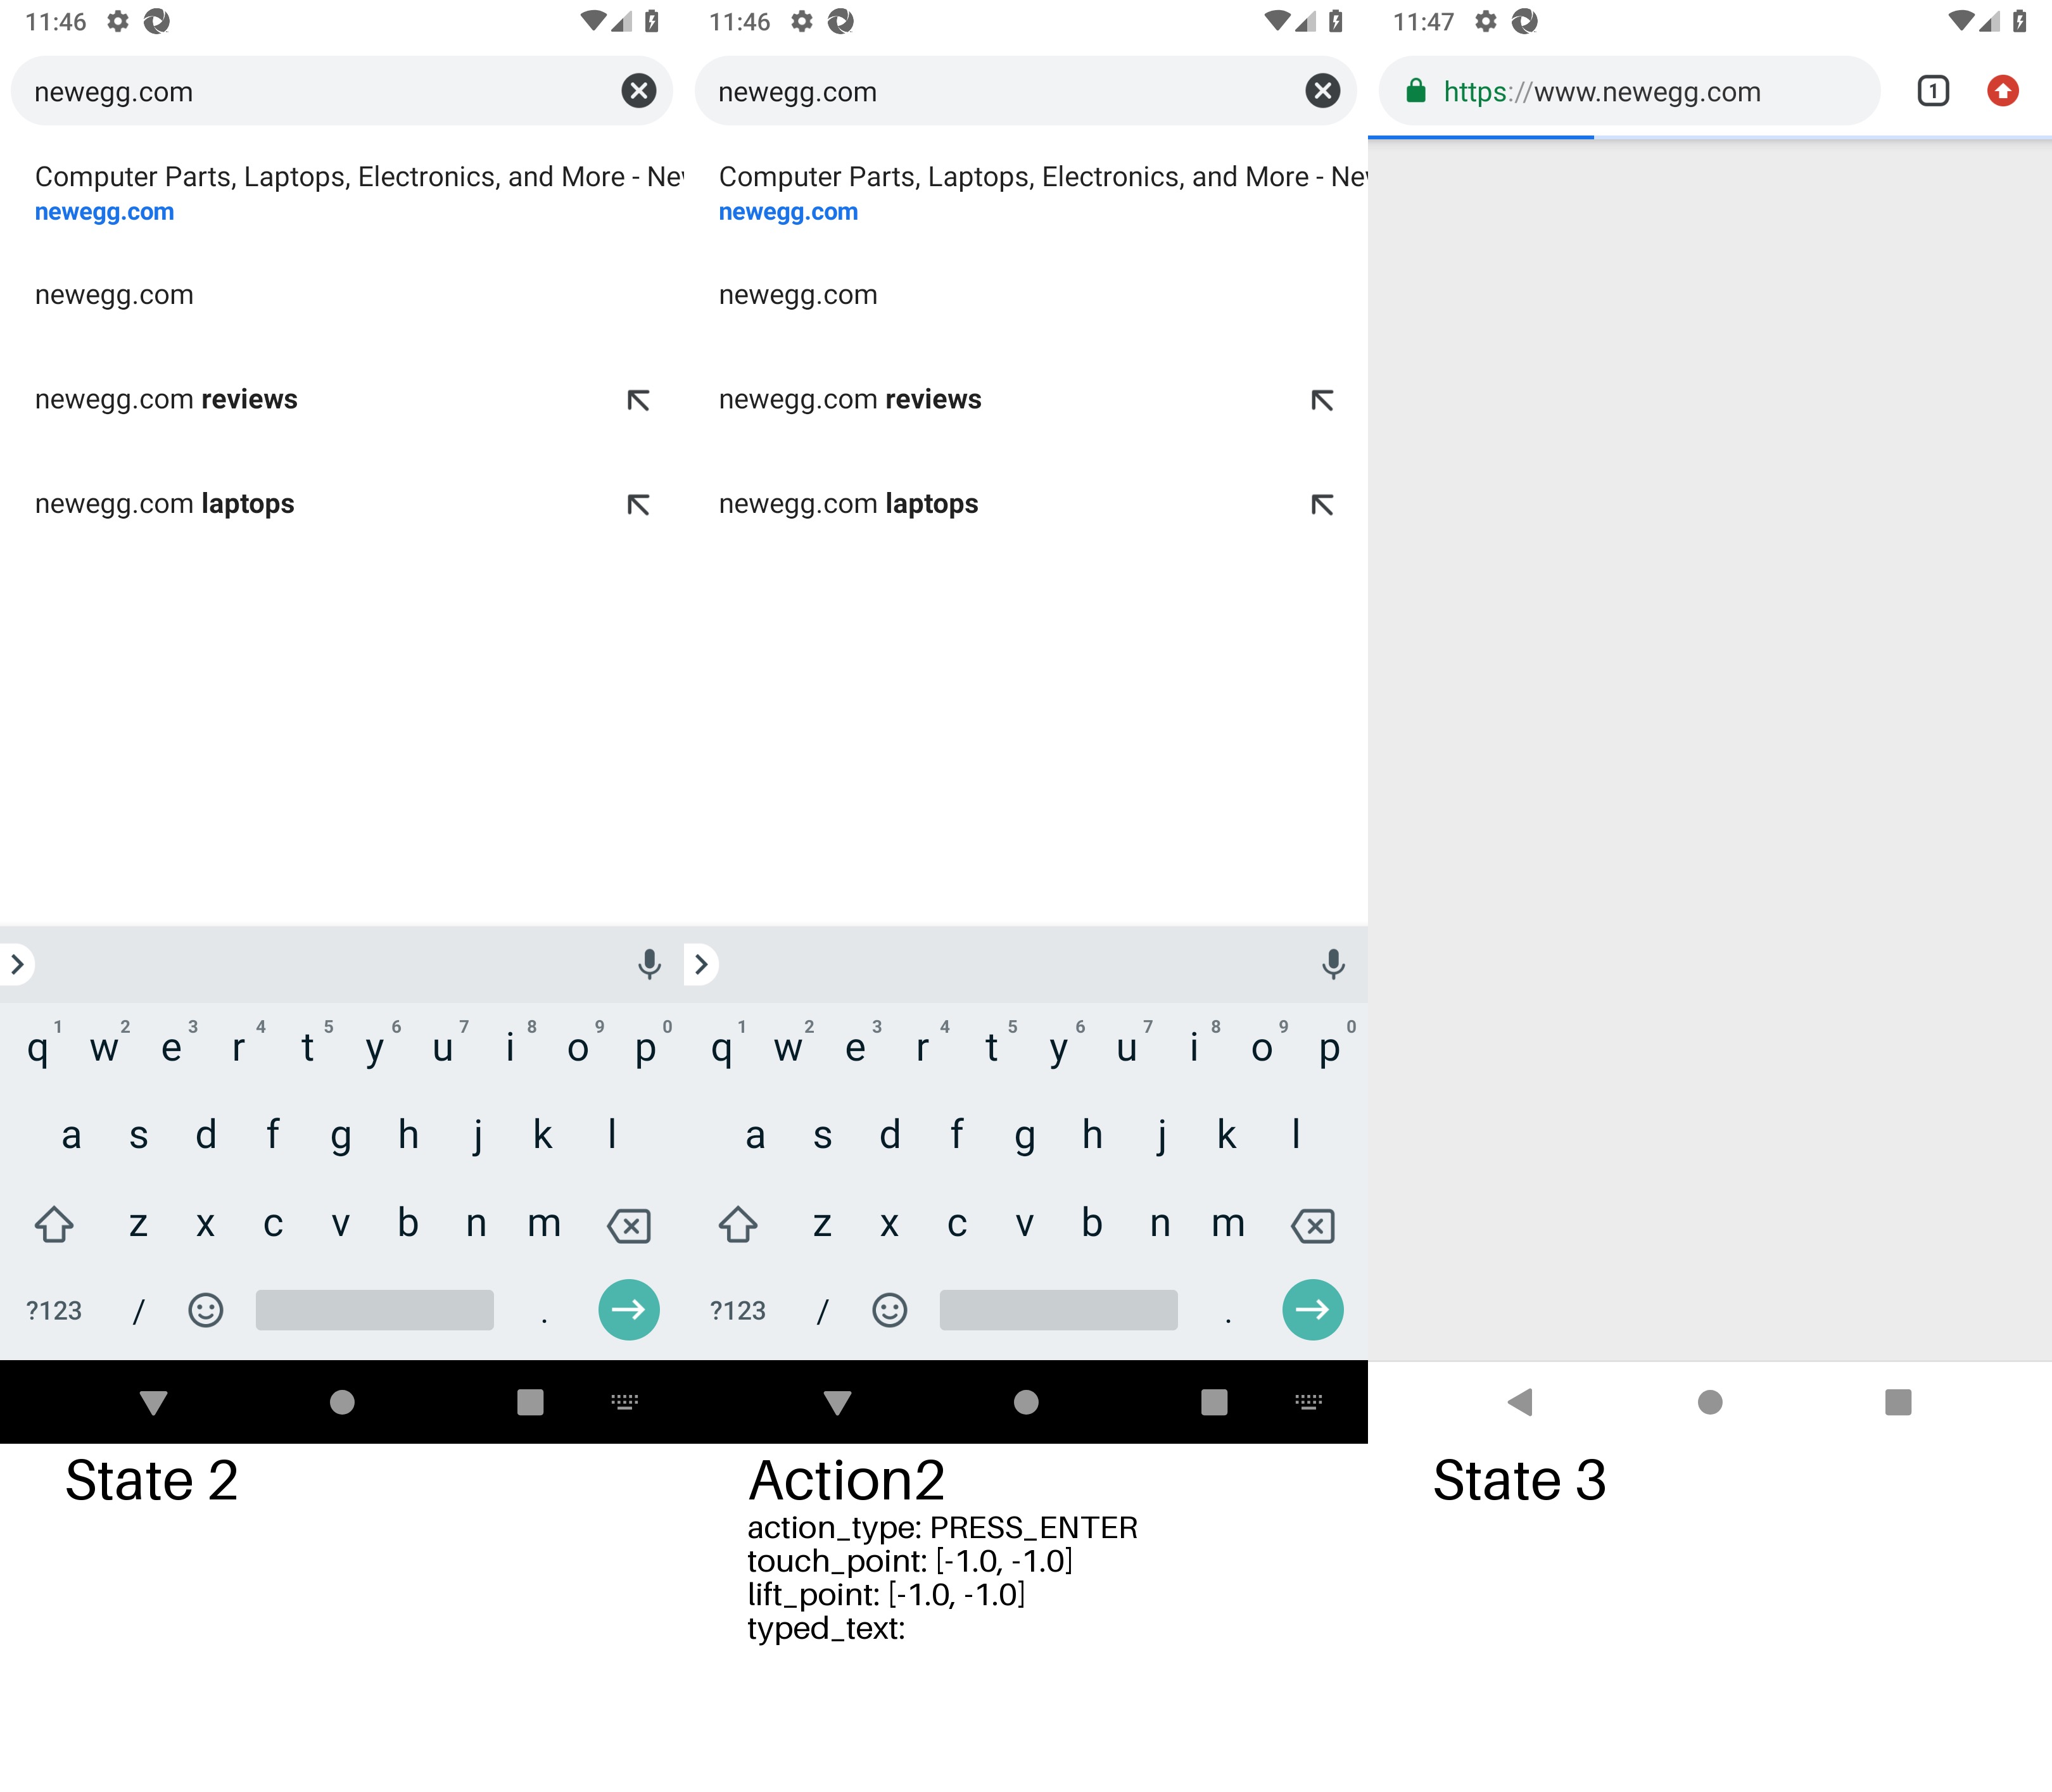 11:46
newegg.com
Computer Parts, Laptops, Electronics, and More - Ne
newegg.com
newegg.com
newegg.com reviews
newegg.com laptops
1 2 3 4 5 6 7 8 9 0
q w e r t y u i o p
a s d f g h j k l
z x c v b n m
?123 / .
State 2
11:46
newegg.com
Computer Parts, Laptops, Electronics, and More - Ne
newegg.com
newegg.com
newegg.com reviews
newegg.com laptops
1 2 3 4 5 6 7 8 9 0
q w e r t y u i o p
a s d f g h j k l
z x c v b n m
?123 / .
Action2
action_type: PRESS_ENTER
touch_point: [-1.0, -1.0]
lift_point: [-1.0, -1.0]
typed_text:
11:47
https://www.newegg.com
1
State 3